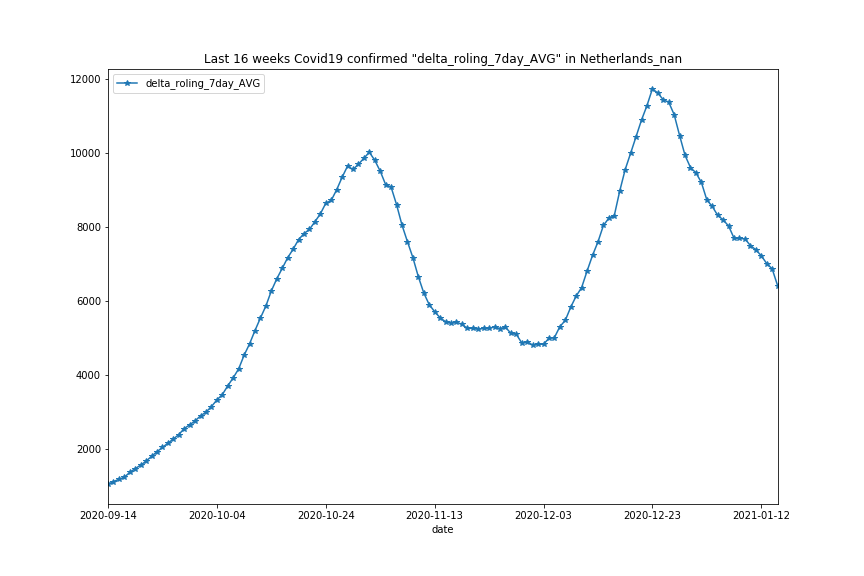 Last 16 weeks Covid19 confirmed "delta_roling_7day_AVG" in Netherlands_nan
delta_roling_7day_AVG
12000
10000
8000
6000
4000
2000
2020-09-14 2020-10-04 2020-10-24 2020-11-13 2020-12-03 2020-12-23 2021-01-12
date